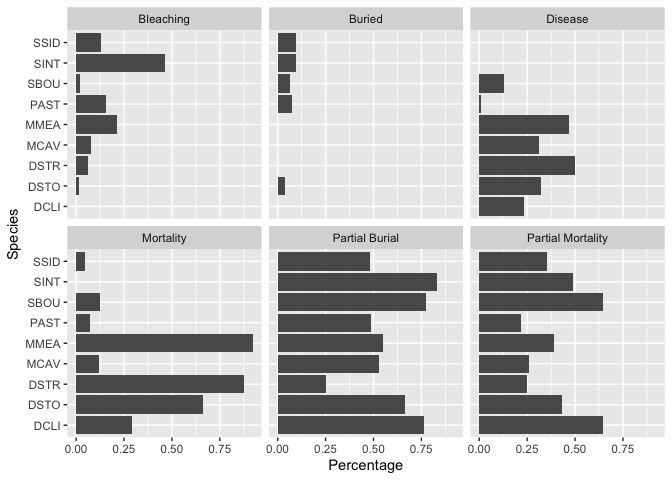 Bleaching Buried Disease
SSID
SINT
SBOU
PAST
MMEA
MCAV
DSTR
DSTO
DCLI
Species
Mortality Partial Burial Partial Mortality
SSID
SINT
SBOU
PAST
MMEA
MCAV
DSTR
DSTO
DCLI
0.00 0.25 0.50 0.75 0.00 0.25 0.50 0.75 0.00 0.25 0.50 0.75
Percentage